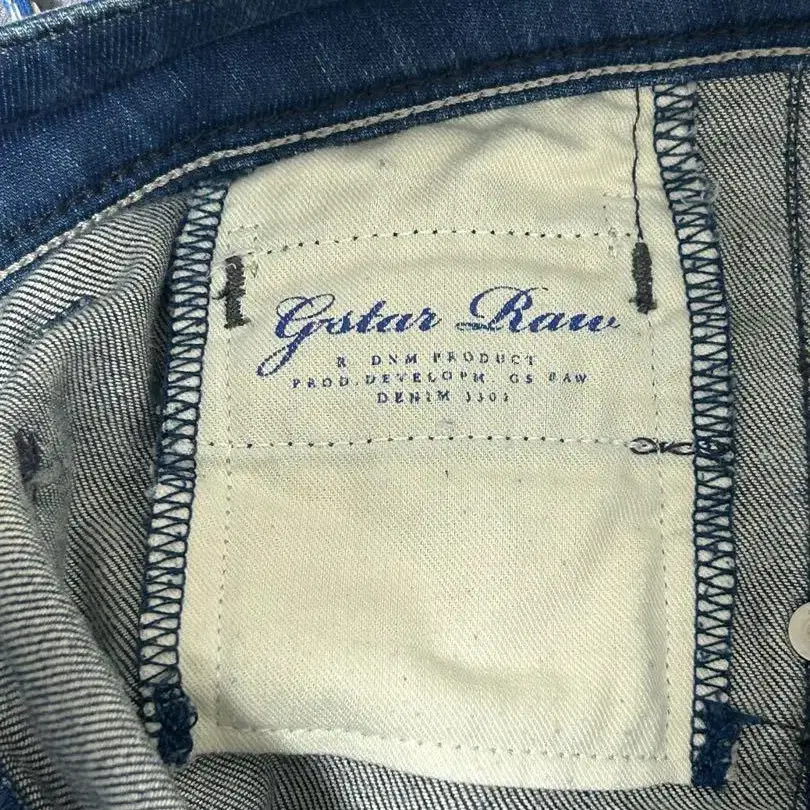 Gstar Raw
R DNM PRODUCT
PROD.DEVELOPM. GS RAW
DENIM 3301